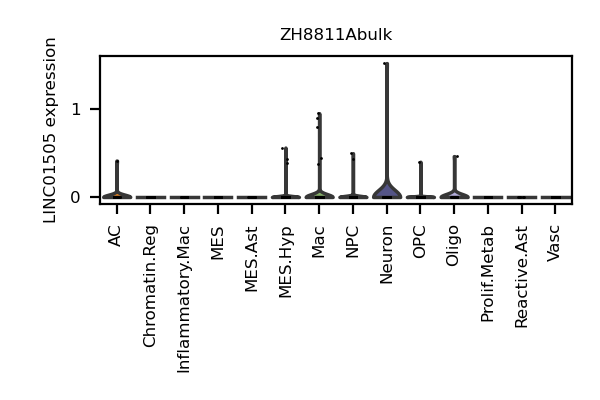 ZH8811Abulk
LINC01505 expression
1
0
AC
Chromatin.Reg
Inflammatory.Mac
MES
MES.Ast
MES.Hyp
Mac
NPC
Neuron
OPC
Oligo
Prolif.Metab
Reactive.Ast
Vasc